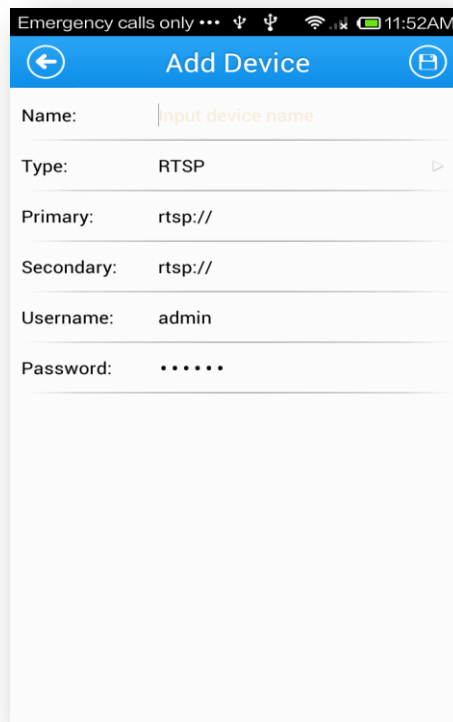 Emergency calls only ••• 11:52AM
Add Device
Name: Input device name
Type: RTSP
Primary: rtsp://
Secondary: rtsp://
Username: admin
Password: ••••••